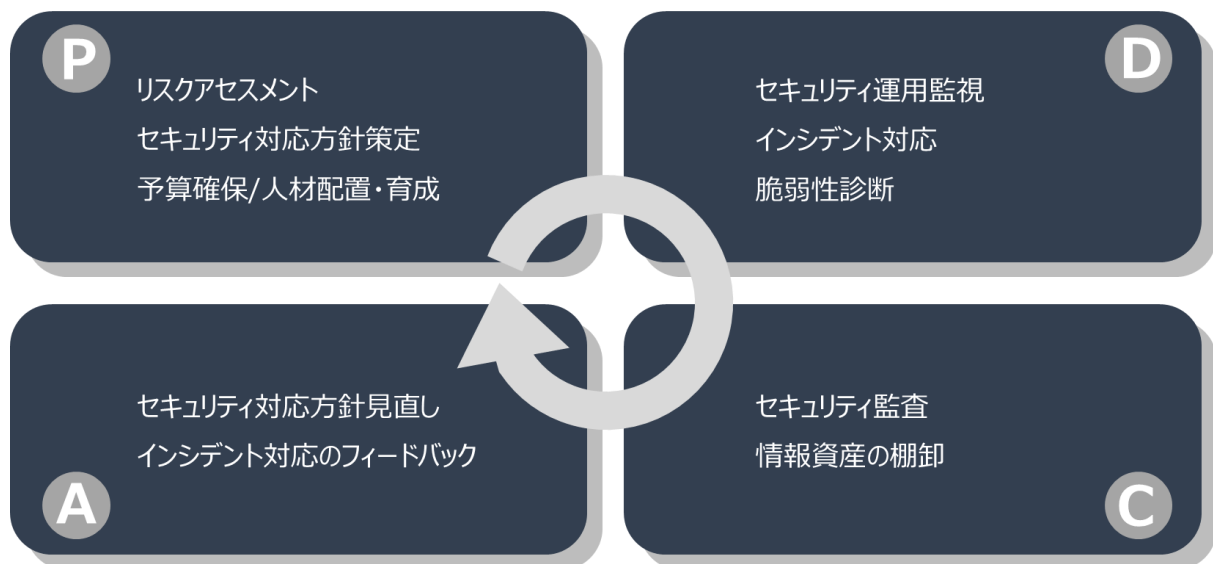 P
リスクアセスメント
セキュリティ対応方針策定
予算確保/人材配置・育成
D
セキュリティ運用監視
インシデント対応
脆弱性診断
A
セキュリティ対応方針見直し
インシデント対応のフィードバック
C
セキュリティ監査
情報資産の棚卸